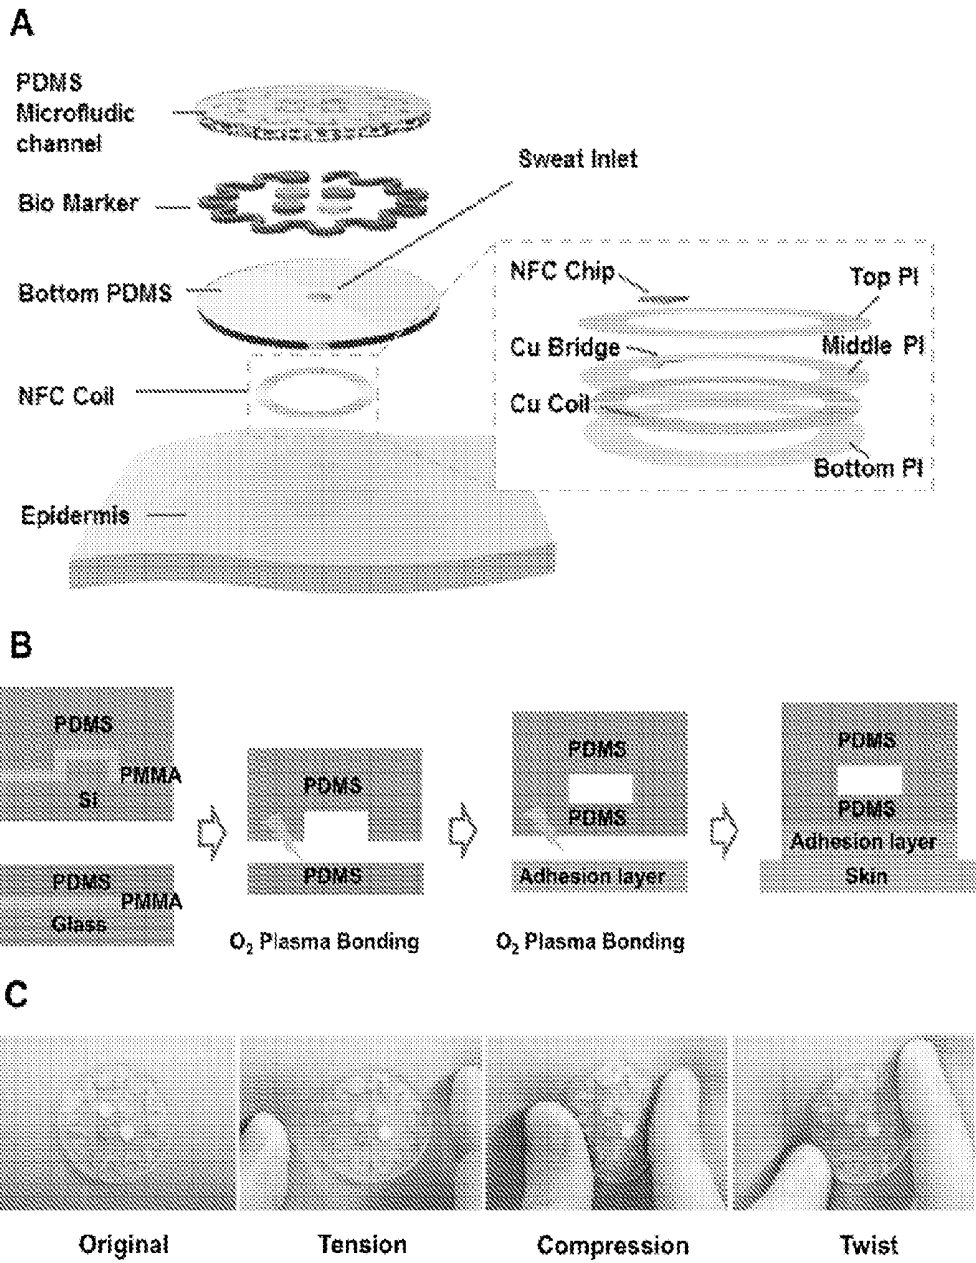 A
PDMS
Microfludic
channel
Sweat Inlet
Bio Marker
Bottom PDMS
NFC Chip
Top PI
Cu Bridge
Middle PI
NFC Coil
Cu Coil
Bottom PI
Epidermis
B
PDMS
PMMA
Si
PDMS
PMMA
Glass
PDMS
PDMS
O2 Plasma Bonding
PDMS
PDMS
Adhesion layer
O2 Plasma Bonding
PDMS
PDMS
Adhesion layer
Skin
C
Original
Tension
Compression
Twist